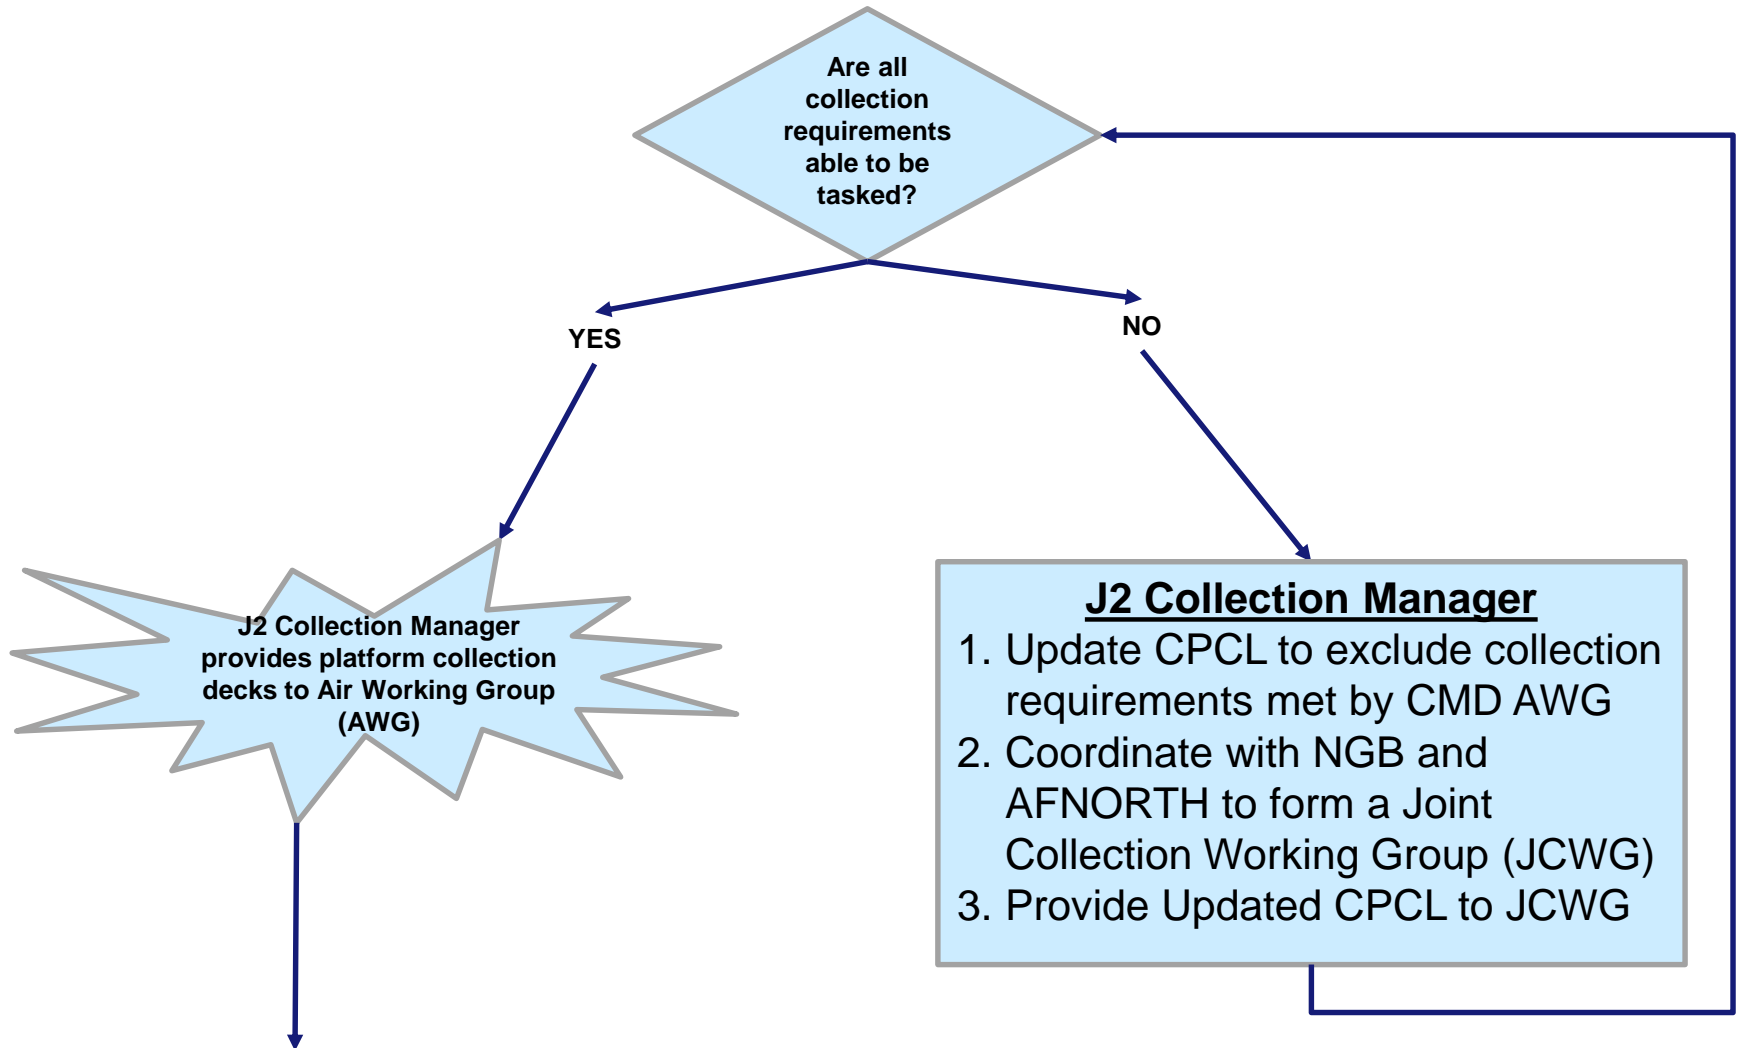 Are all
collection
requirements
able to be
tasked?
YES
NO
J2 Collection Manager
provides platform collection
decks to Air Working Group
(AWG)
J2 Collection Manager
1. Update CPCL to exclude collection
requirements met by CMD AWG
2. Coordinate with NGB and
AFNORTH to form a Joint
Collection Working Group (JCWG)
3. Provide Updated CPCL to JCWG